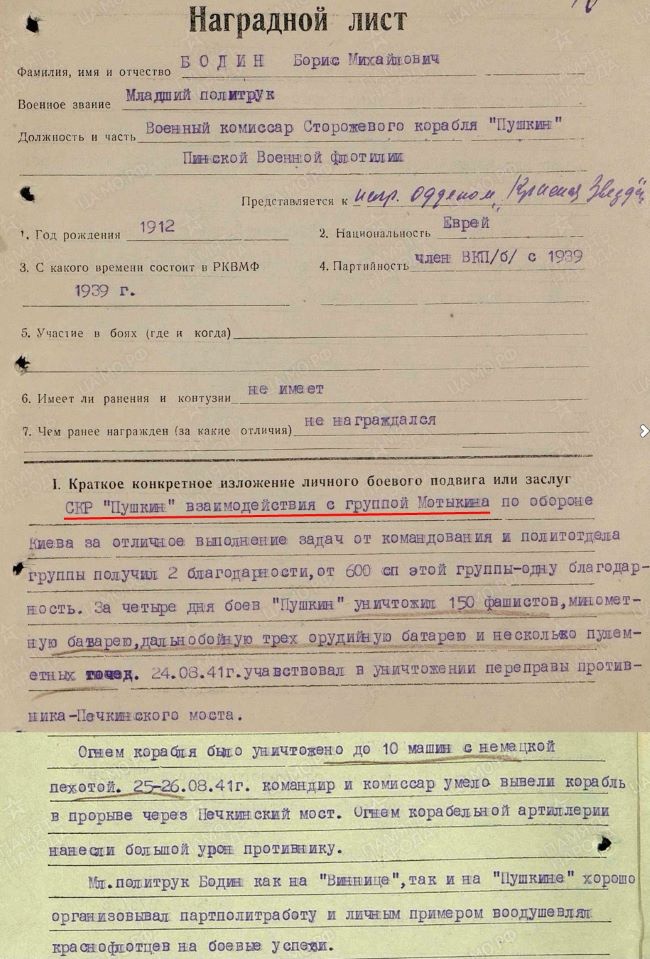 Наградной лист
Фамилия, имя и отчество БОДИН Борис Михайлович
Военное звание Младший политрук
Должность и часть Военный комиссар Сторожевого корабля "Пушкин"
Пинской Военной флотилии
Представляется к награ. Орденом "Красная Звезда"
1. Год рождения 1912 2. Национальность Еврей
3. С какого времени состоит в РКВМФ 4. Партийность член ВКП/б/ с 1939
1939 г.
5. Участие в боях (где и когда)
6. Имеет ли ранения и контузии не имеет
7. Чем ранее награжден (за какие отличия) не награждался
I. Краткое конкретное изложение личного боевого подвига или заслуг
СКР "Пушкин" взаимодействия с группой Мотыкина по обороне
Киева за отличное выполнение задач от командования и политотдела
группы получил 2 благодарности, от 600 сп этой группы-одну благодар-
ность. За четыре дня боев "Пушкин" уничтожил 150 фашистов, миномет-
ную батарею, дальнобойную трех орудийную батарею и несколько пулем-
етных точед. 24.08.41г. учавствовал в уничтожении переправы против-
ника-Печкинского моста.
Огнем корабля было уничтожено до 10 машин с немецкой
пехотой. 25-26.08.41г. командир и комиссар умело вывели корабль
в прорыве через Печкинский мост. Огнем корабельной артиллерии
нанесли большой урон противнику.
Мл.политрук Бодин как на "Виннице", так и на "Пушкине" хорошо
организовывал партполитработу и личным примером воодушевлял
краснофлотцев на боевые успехи.